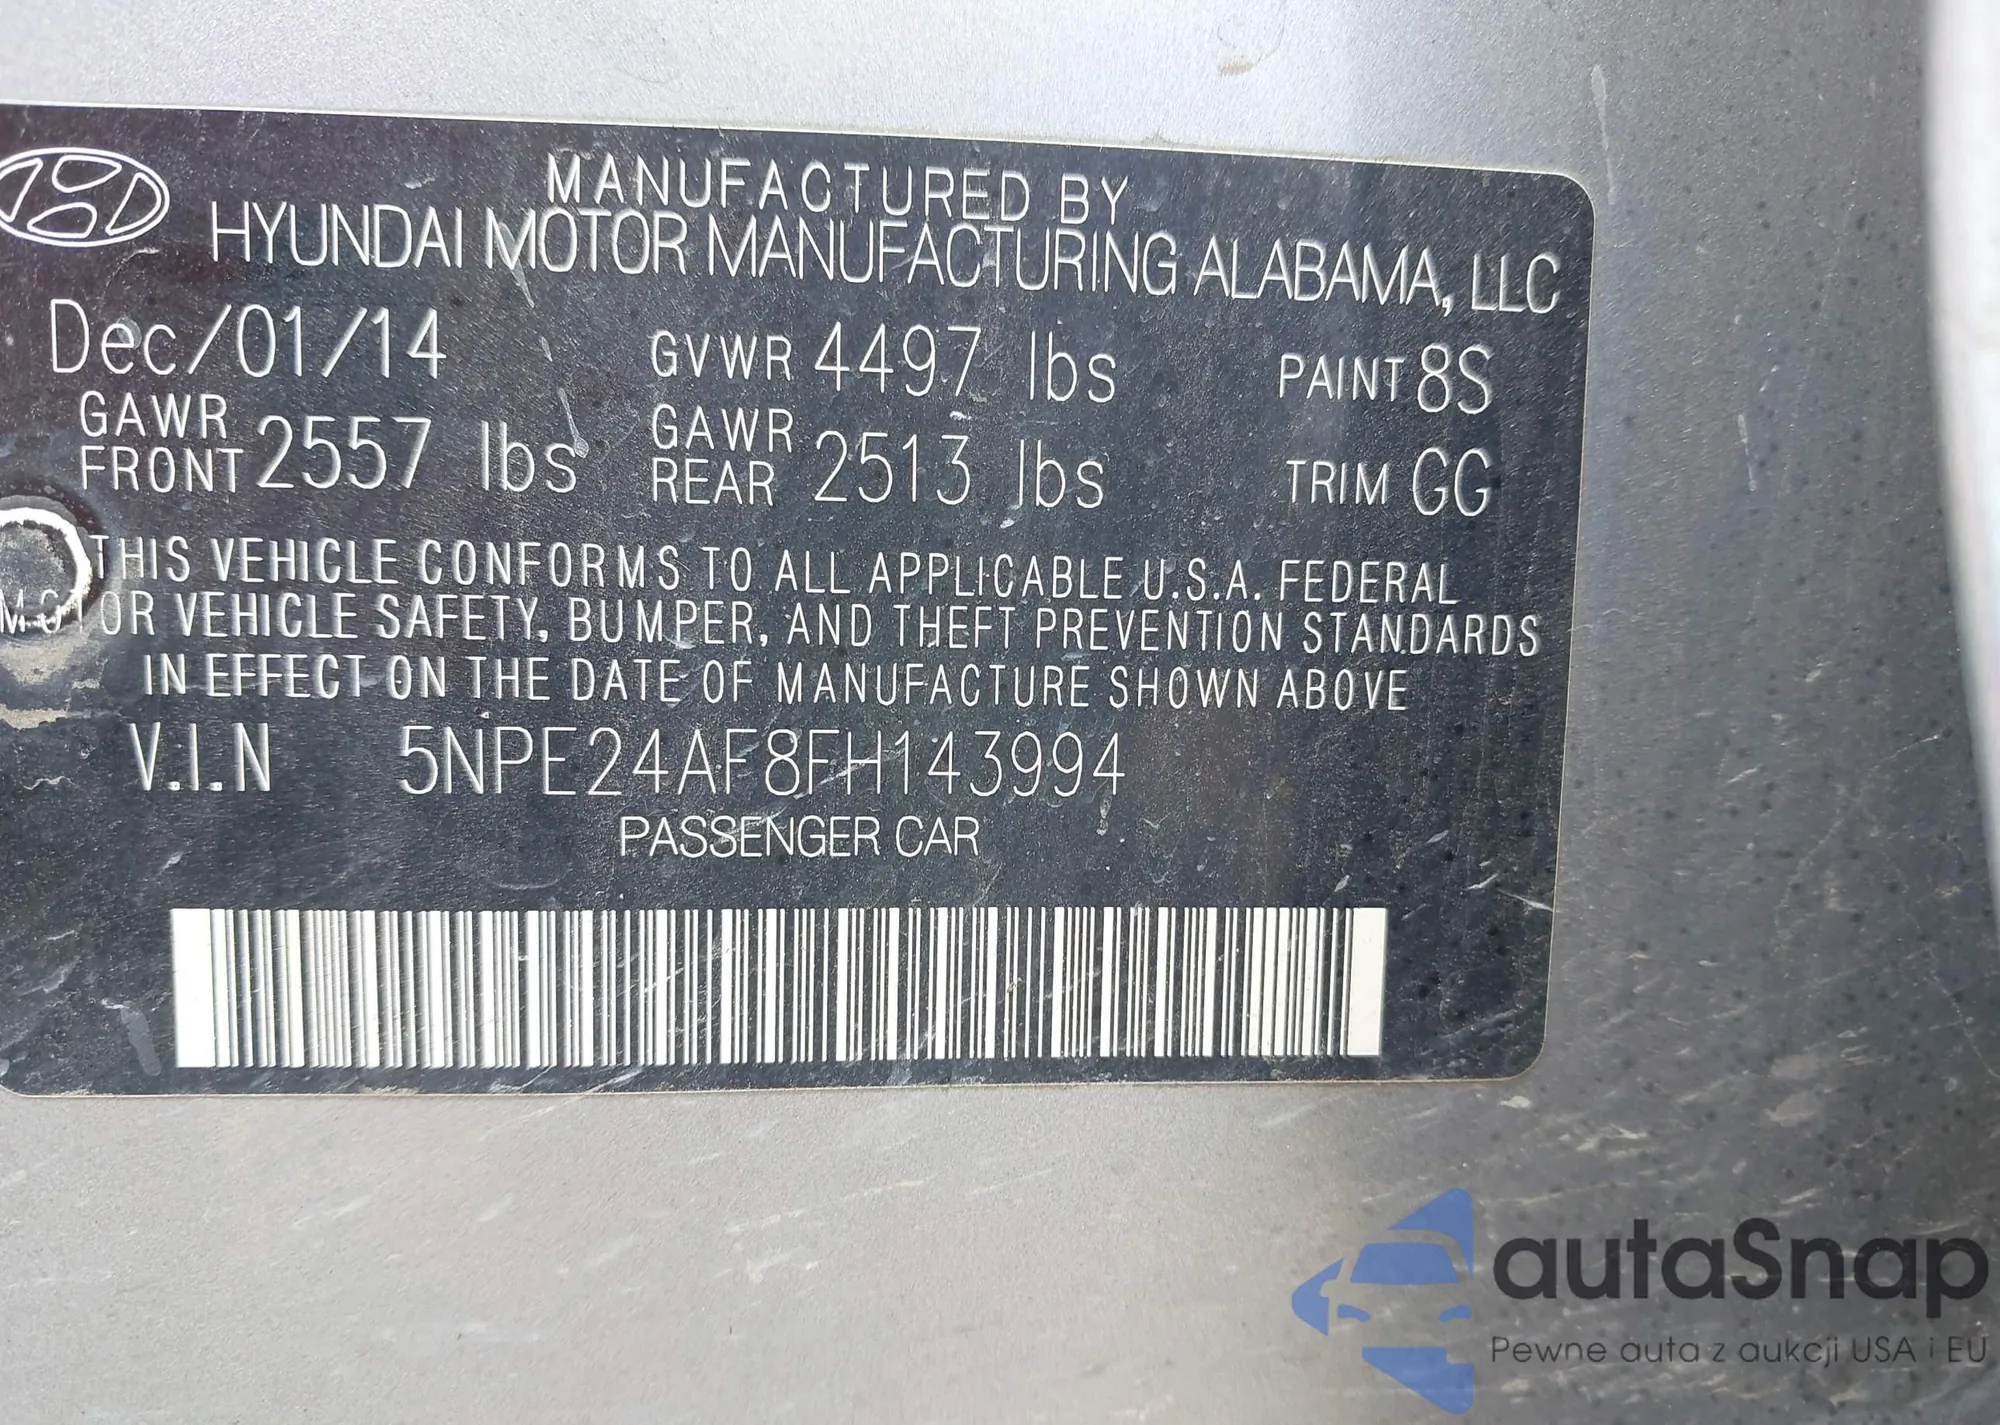 MANUFACTURED BY
HYUNDAI MOTOR MANUFACTURING ALABAMA, LLC
Dec/01/14 GVWR 4497 lbs PAINT 8S
GAWR FRONT 2557 lbs GAWR REAR 2513 lbs TRIM GG
THIS VEHICLE CONFORMS TO ALL APPLICABLE U.S.A. FEDERAL
MOTOR VEHICLE SAFETY, BUMPER, AND THEFT PREVENTION STANDARDS
IN EFFECT ON THE DATE OF MANUFACTURE SHOWN ABOVE
V.I.N 5NPE24AF8FH143994
PASSENGER CAR
autaSnap
Pewne auta z aukcji USA i EU